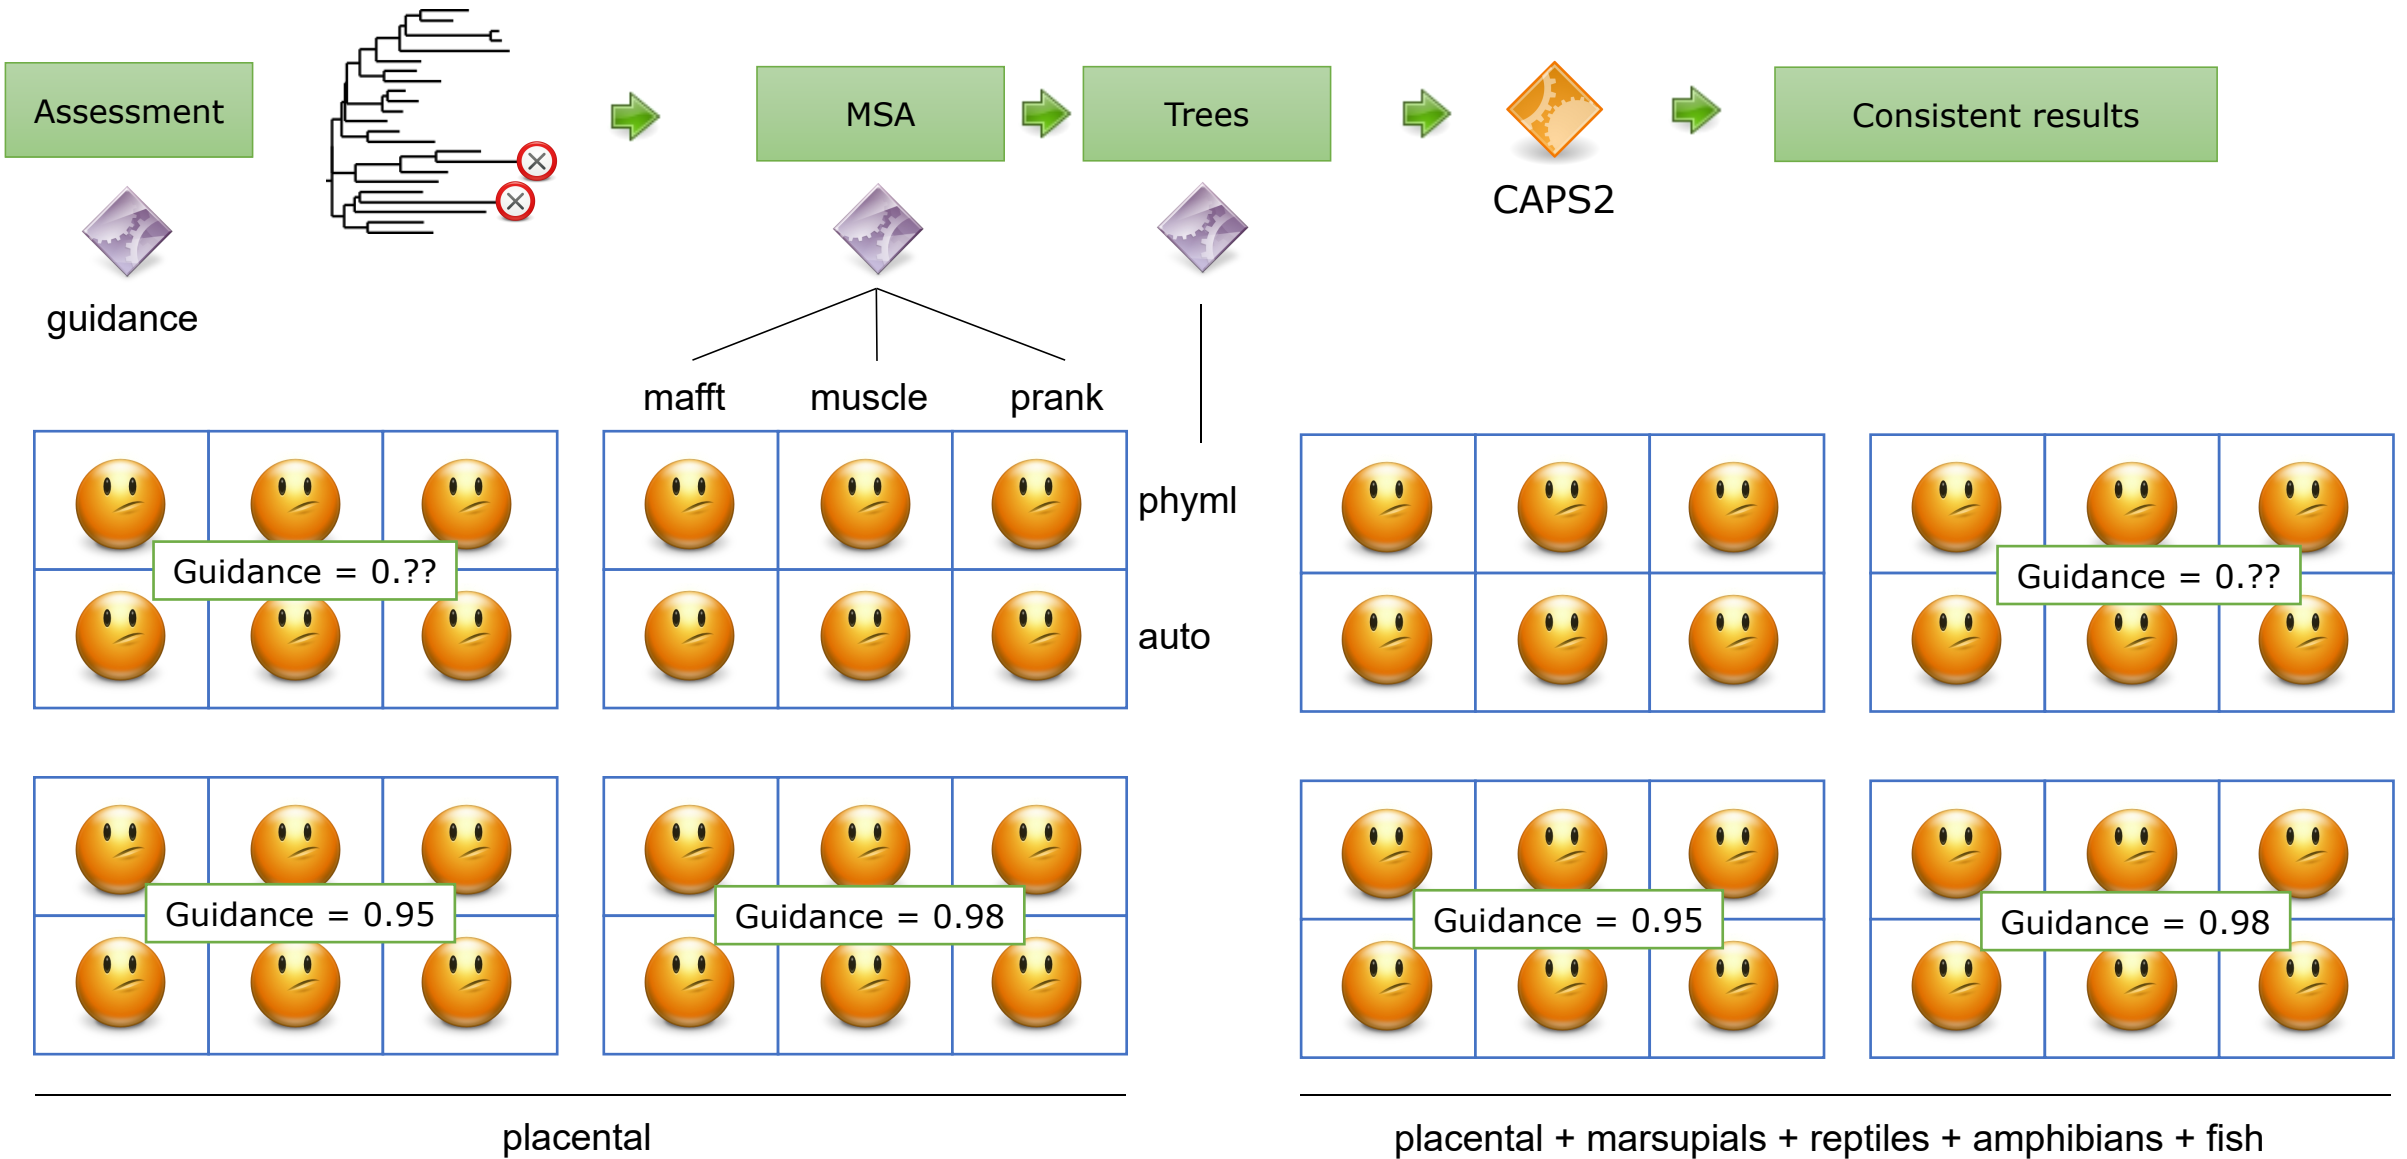 Assessment
MSA
Trees
Consistent results
CAPS2
guidance
mafft
muscle
prank
phyml
auto
Guidance = 0.??
Guidance = 0.??
Guidance = 0.95
Guidance = 0.98
Guidance = 0.95
Guidance = 0.98
placental
placental + marsupials + reptiles + amphibians + fish